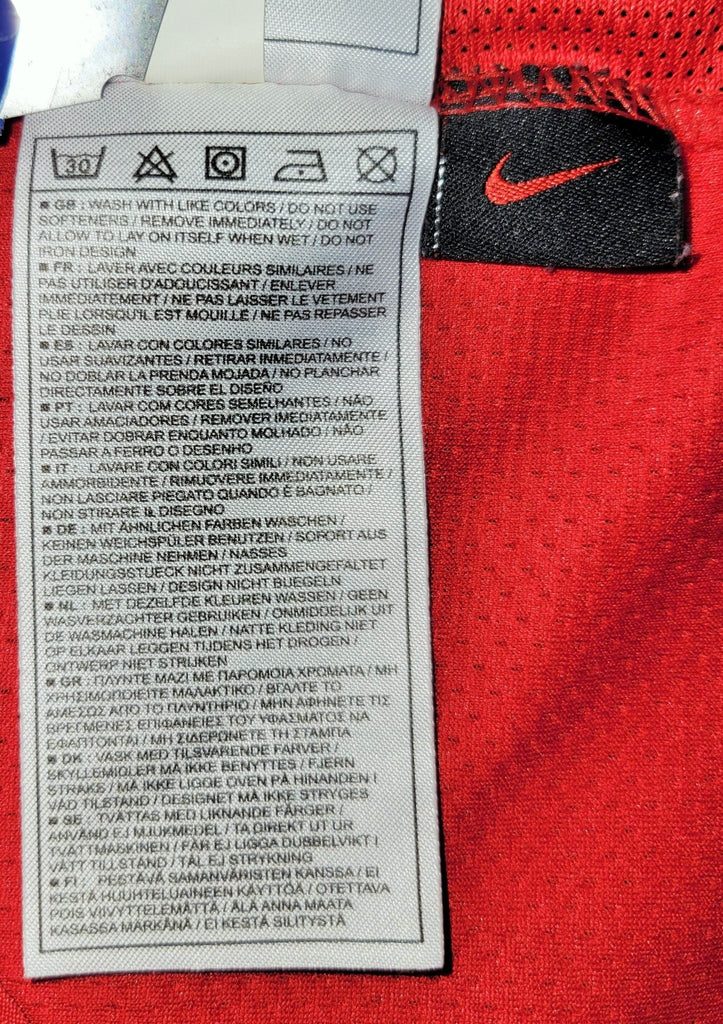 30
■ GB : WASH WITH LIKE COLORS / DO NOT USE
SOFTENERS / REMOVE IMMEDIATELY / DO NOT
ALLOW TO LAY ON ITSELF WHEN WET / DO NOT
IRON DESIGN
■ FR : LAVER AVEC COULEURS SIMILAIRES / NE
PAS UTILISER D'ADOUCISSANT / ENLEVER
IMMEDIATEMENT / NE PAS LAISSER LE VETEMENT
PLIE LORSQU'IL EST MOUILLE / NE PAS REPASSER
LE DESSIN
■ ES : LAVAR CON COLORES SIMILARES / NO
USAR SUAVIZANTES / RETIRAR INMEDIATAMENTE /
NO DOBLAR LA PRENDA MOJADA / NO PLANCHAR
DIRECTAMENTE SOBRE EL DISEÑO
■ PT : LAVAR COM CORES SEMELHANTES / NÃO
USAR AMACIADORES / REMOVER IMEDIATAMENTE
/ EVITAR DOBRAR ENQUANTO MOLHADO / NÃO
PASSAR A FERRO O DESENHO
■ IT : LAVARE CON COLORI SIMILI / NON USARE
AMMORBIDENTE / RIMUOVERE IMMEDIATAMENTE /
NON LASCIARE PIEGATO QUANDO È BAGNATO /
NON STIRARE IL DISEGNO
■ DE : MIT ÄHNLICHEN FARBEN WASCHEN /
KEINEN WEICHSPÜLER BENUTZEN / SOFORT AUS
DER MASCHINE NEHMEN / NASSES
KLEIDUNGSSTUECK NICHT ZUSAMMENGEFALTET
LIEGEN LASSEN / DESIGN NICHT BUEGELN
■ NL : MET DEZELFDE KLEUREN WASSEN / GEEN
WASVERZACHTER GEBRUIKEN / ONMIDDELIJK UIT
DE WASMACHINE HALEN / NATTE KLEDING NIET
OP ELKAAR LEGGEN TIJDENS HET DROGEN /
ONTWERP NIET STRIJKEN
■ GR : ΠΛΥΝΤΕ ΜΑΖΙ ΜΕ ΠΑΡΟΜΟΙΑ ΧΡΩΜΑΤΑ / ΜΗ
ΧΡΗΣΙΜΟΠΟΙΕΙΤΕ ΜΑΛΑΚΤΙΚΟ / ΒΓΑΛΤΕ ΤΟ
ΑΜΕΣΩΣ ΑΠΟ ΤΟ ΠΛΥΝΤΗΡΙΟ / ΜΗΝ ΑΦΗΝΕΤΕ ΤΙΣ
ΒΡΕΓΜΕΝΕΣ ΕΠΙΦΑΝΕΙΕΣ ΤΟΥ ΥΦΑΣΜΑΤΟΣ ΝΑ
ΕΦΑΠΤΟΝΤΑΙ / ΜΗ ΣΙΔΕΡΩΝΕΤΕ ΤΗ ΣΤΑΜΠΑ
■ DK : VASK MED TILSVARENDE FARVER /
SKYLLEMIDLER MÅ IKKE BENYTTES / FJERN
STRAKS / MÅ IKKE LIGGE OVEN PÅ HINANDEN I
VÅD TILSTAND / DESIGNET MÅ IKKE STRYGES
■ SE : TVÄTTAS MED LIKNANDE FÄRGER /
ANVÄND EJ MJUKMEDEL / TA DIREKT UT UR
TVÄTTMASKINEN / FÅR EJ LIGGA DUBBELVIKT I
VÅTT TILLSTÅND / TÅL EJ STRYKNING
■ FI : PESTÄVÄ SAMANVÄRISTEN KANSSA / EI
KESTÄ HUUHTELUAINEEN KÄYTTÖÄ / OTETTAVA
POIS VIIVYTTELEMÄTTÄ / ÄLÄ ANNA MAATA
KASASSA MÄRKÄNÄ / EI KESTÄ SILITYSTÄ